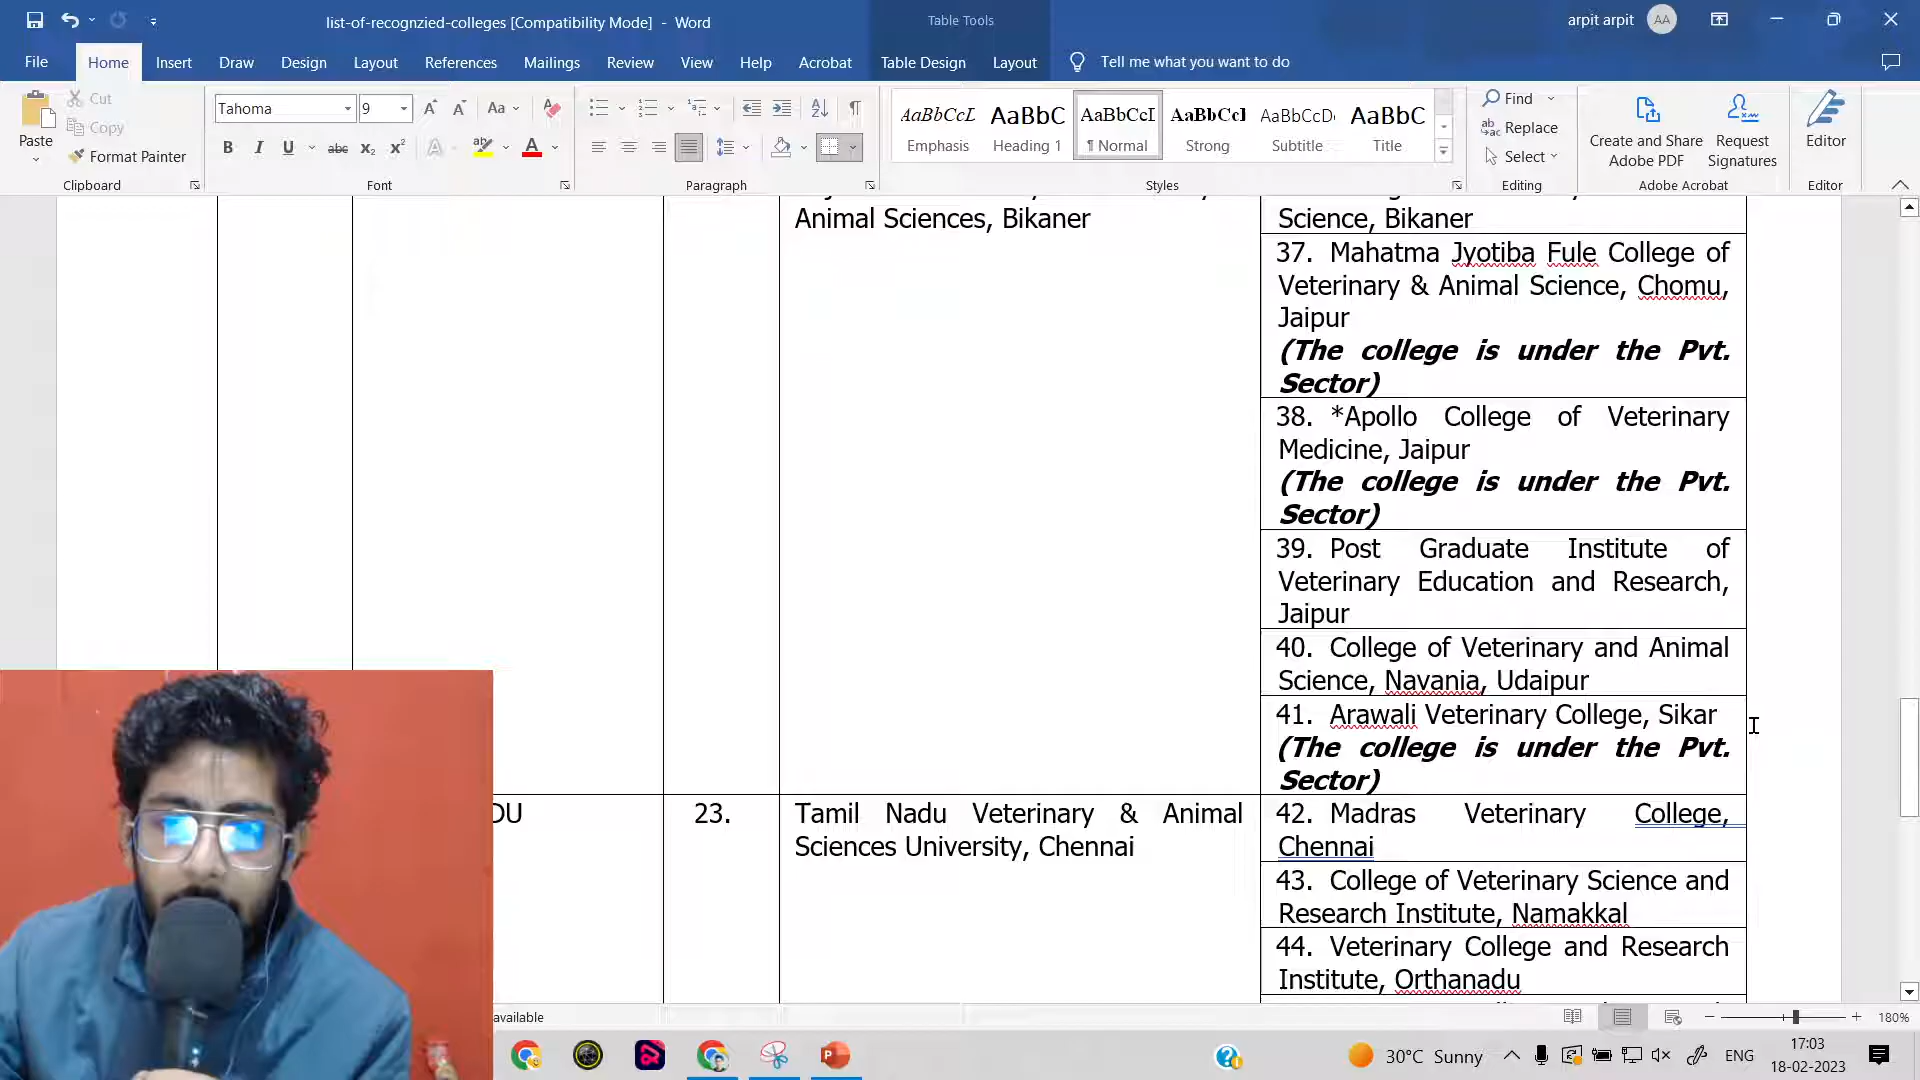 list-of-recognzied-colleges [Compatibility Mode] - Word
Table Tools
arpit arpit
AA
File
Home
Insert
Draw
Design
Layout
References
Mailings
Review
View
Help
Acrobat
Table Design
Layout
Tell me what you want to do
Paste
Cut
Copy
Format Painter
Clipboard
Tahoma
9
Aa
B I U abc x₂ x² A A
Font
Paragraph
AaBbCcL
Emphasis
AaBbC
Heading 1
AaBbCcI
¶ Normal
AaBbCcI
Strong
AaBbCcDc
Subtitle
AaBbC
Title
Styles
Find
Replace
Select
Editing
Create and Share
Adobe PDF
Request
Signatures
Adobe Acrobat
Editor
Editor
Animal Sciences, Bikaner
Science, Bikaner
37. Mahatma Jyotiba Fule College of
Veterinary & Animal Science, Chomu,
Jaipur
(The college is under the Pvt.
Sector)
38. *Apollo College of Veterinary
Medicine, Jaipur
(The college is under the Pvt.
Sector)
39. Post Graduate Institute of
Veterinary Education and Research,
Jaipur
40. College of Veterinary and Animal
Science, Navania, Udaipur
41. Arawali Veterinary College, Sikar
(The college is under the Pvt.
Sector)
DU
23.
Tamil Nadu Veterinary & Animal
Sciences University, Chennai
42. Madras Veterinary College,
Chennai
43. College of Veterinary Science and
Research Institute, Namakkal
44. Veterinary College and Research
Institute, Orthanadu
available
180%
30°C Sunny
ENG
17:03
18-02-2023